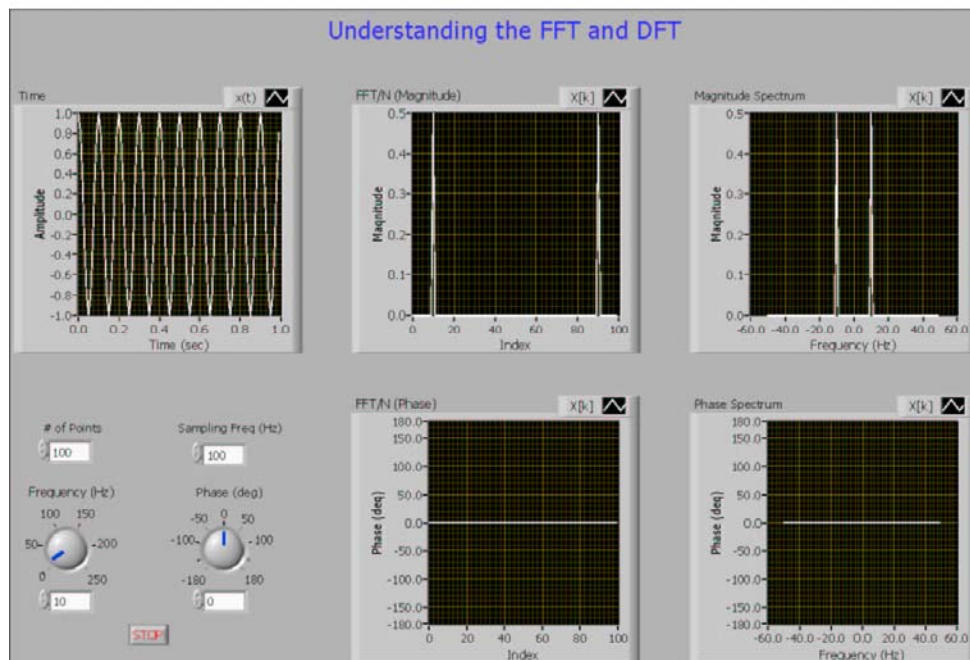 Understanding the FFT and DFT
Time
x(t)
1.0
0.8
0.6
0.4
0.2
0.0
-0.2
-0.4
-0.6
-0.8
-1.0
Amplitude
0.0 0.2 0.4 0.6 0.8 1.0
Time (sec)
FFT/N (Magnitude)
X[k]
0.5
0.4
0.3
0.2
0.1
0.0
Magnitude
0 20 40 60 80 100
Index
Magnitude Spectrum
X[k]
0.5
0.4
0.3
0.2
0.1
0.0
Magnitude
-60.0 -40.0 -20.0 0.0 20.0 40.0 60.0
Frequency (Hz)
# of Points
100
Sampling Freq (Hz)
100
Frequency (Hz)
0 50 100 150 200 250
10
Phase (deg)
-180 -100 -50 0 50 100 180
0
STOP
FFT/N (Phase)
X[k]
180.0
150.0
100.0
50.0
0.0
-50.0
-100.0
-150.0
-180.0
Phase (deg)
0 20 40 60 80 100
Index
Phase Spectrum
X[k]
180.0
150.0
100.0
50.0
0.0
-50.0
-100.0
-150.0
-180.0
Phase (deg)
-60.0 -40.0 -20.0 0.0 20.0 40.0 60.0
Frequency (Hz)